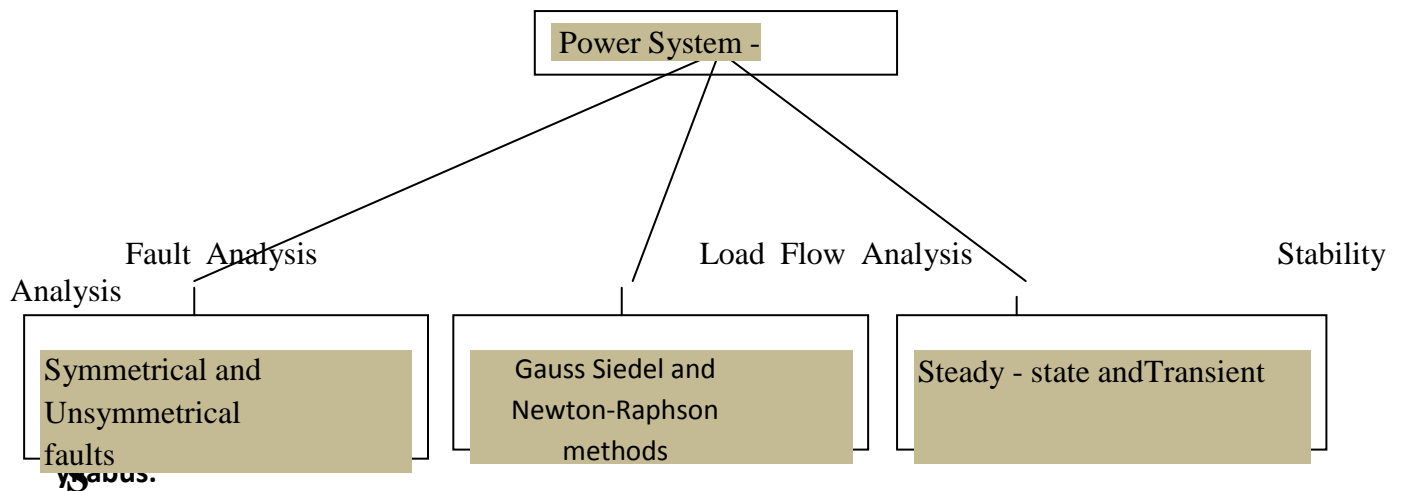 Power System -
Fault Analysis Load Flow Analysis Stability
Analysis
Symmetrical and
Unsymmetrical
faults
Gauss Siedel and
Newton-Raphson
methods
Steady - state andTransient